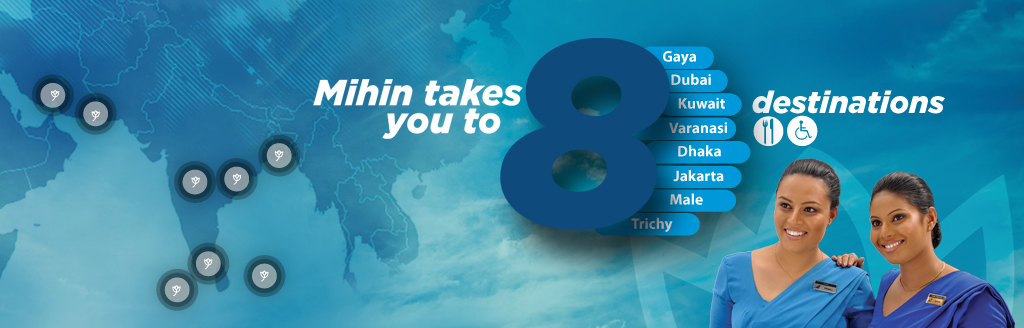 Mihin takes
you to
8
Gaya
Dubai
Kuwait
Varanasi
Dhaka
Jakarta
Male
Trichy
destinations